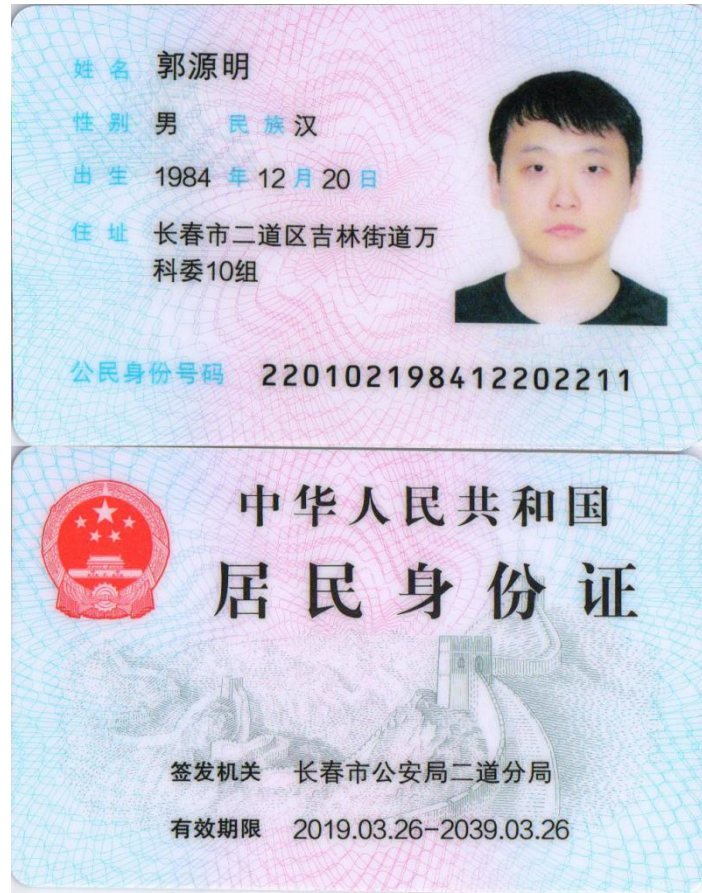 姓名 郭源明
性别 男 民族 汉
出生 1984 年 12 月 20 日
住址 长春市二道区吉林街道万
科委10组
公民身份号码 220102198412202211
中华人民共和国
居民身份证
签发机关 长春市公安局二道分局
有效期限 2019.03.26-2039.03.26